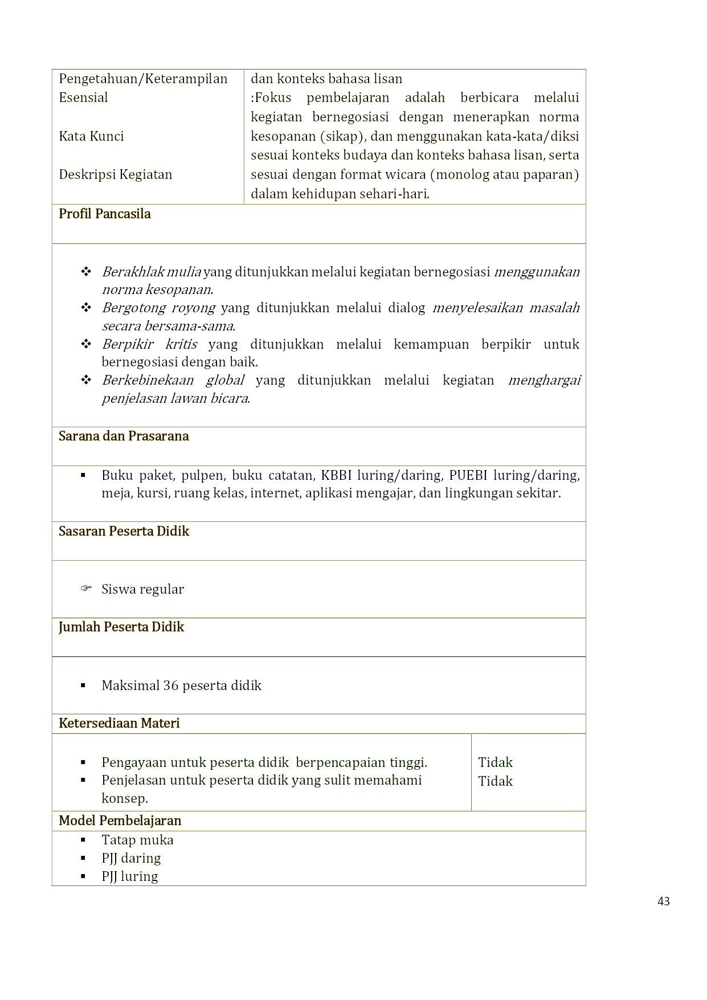 Pengetahuan/Keterampilan
Esensial
Kata Kunci
Deskripsi Kegiatan
dan konteks bahasa lisan
:Fokus pembelajaran adalah berbicara melalui
kegiatan bernegosiasi dengan menerapkan norma
kesopanan (sikap), dan menggunakan kata-kata/diksi
sesuai konteks budaya dan konteks bahasa lisan, serta
sesuai dengan format wicara (monolog atau paparan)
dalam kehidupan sehari-hari.
Profil Pancasila
❖ Berakhlak mulia yang ditunjukkan melalui kegiatan bernegosiasi menggunakan
norma kesopanan.
❖ Bergotong royong yang ditunjukkan melalui dialog menyelesaikan masalah
secara bersama-sama.
❖ Berpikir kritis yang ditunjukkan melalui kemampuan berpikir untuk
bernegosiasi dengan baik.
❖ Berkebinekaan global yang ditunjukkan melalui kegiatan menghargai
penjelasan lawan bicara.
Sarana dan Prasarana
▪ Buku paket, pulpen, buku catatan, KBBI luring/daring, PUEBI luring/daring,
meja, kursi, ruang kelas, internet, aplikasi mengajar, dan lingkungan sekitar.
Sasaran Peserta Didik
☞ Siswa regular
Jumlah Peserta Didik
▪ Maksimal 36 peserta didik
Ketersediaan Materi
▪ Pengayaan untuk peserta didik berpencapaian tinggi.
▪ Penjelasan untuk peserta didik yang sulit memahami
konsep.
Tidak
Tidak
Model Pembelajaran
▪ Tatap muka
▪ PJJ daring
▪ PJJ luring
43